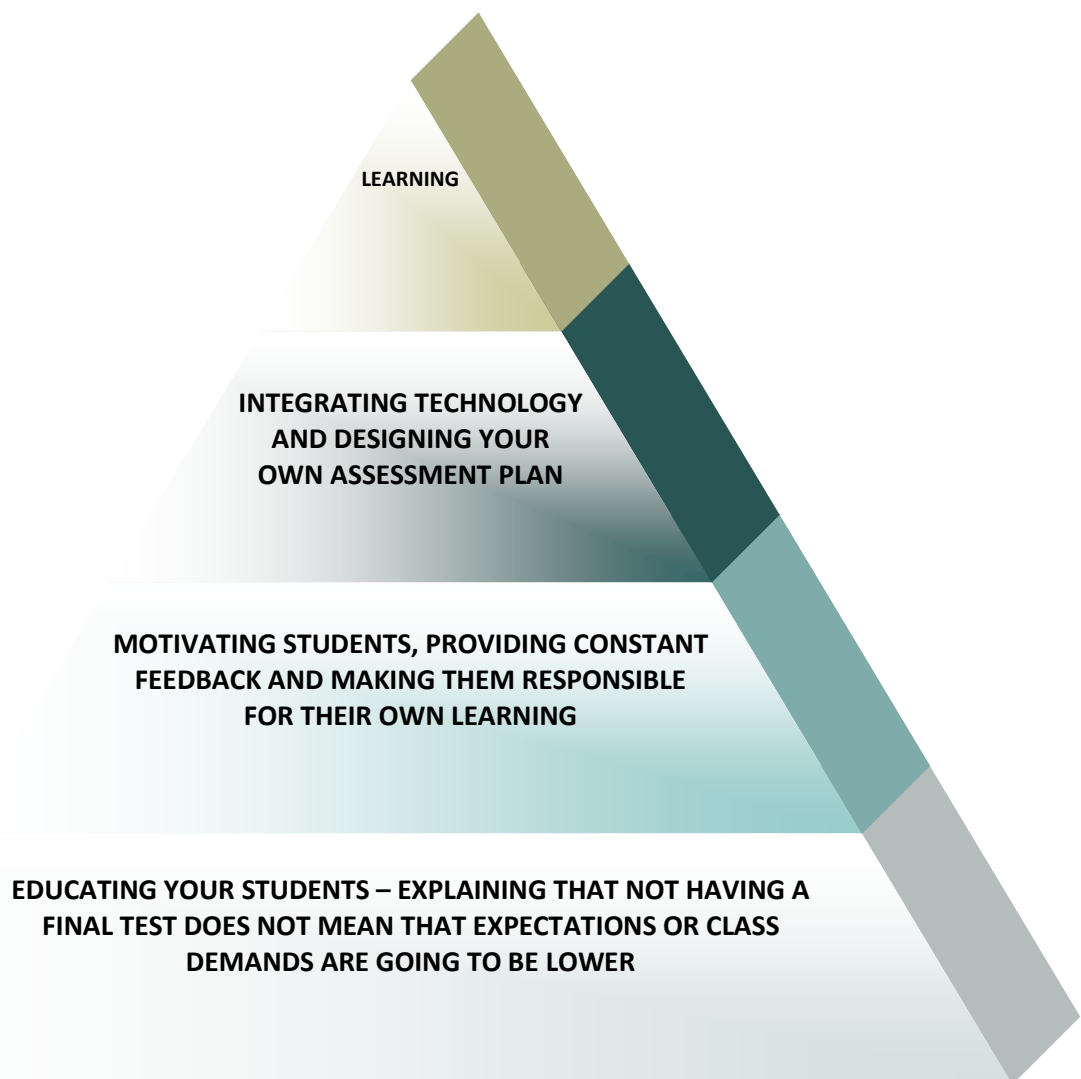 LEARNING
INTEGRATING TECHNOLOGY
AND DESIGNING YOUR
OWN ASSESSMENT PLAN
MOTIVATING STUDENTS, PROVIDING CONSTANT
FEEDBACK AND MAKING THEM RESPONSIBLE
FOR THEIR OWN LEARNING
EDUCATING YOUR STUDENTS – EXPLAINING THAT NOT HAVING A
FINAL TEST DOES NOT MEAN THAT EXPECTATIONS OR CLASS
DEMANDS ARE GOING TO BE LOWER